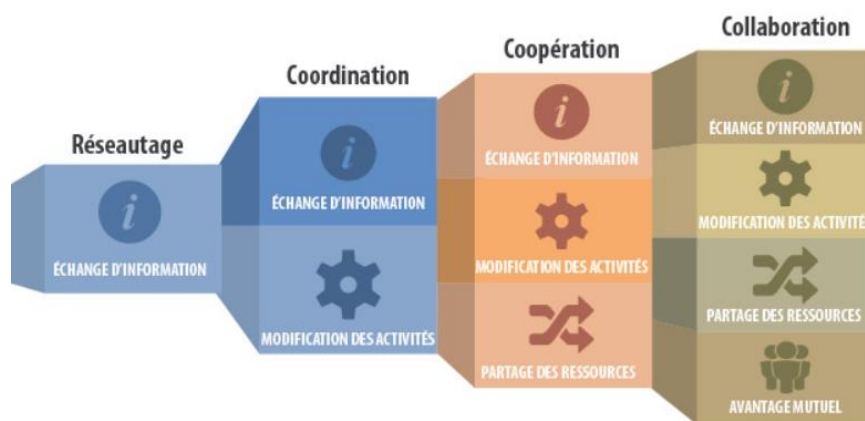 Réseautage
ÉCHANGE D'INFORMATION
Coordination
ÉCHANGE D'INFORMATION
MODIFICATION DES ACTIVITÉS
Coopération
ÉCHANGE D'INFORMATION
MODIFICATION DES ACTIVITÉS
PARTAGE DES RESSOURCES
Collaboration
ÉCHANGE D'INFORMATION
MODIFICATION DES ACTIVITÉ
PARTAGE DES RESSOURCES
AVANTAGE MUTUEL